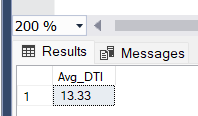 200 %
Results Messages
Avg_DTI
1 13.33